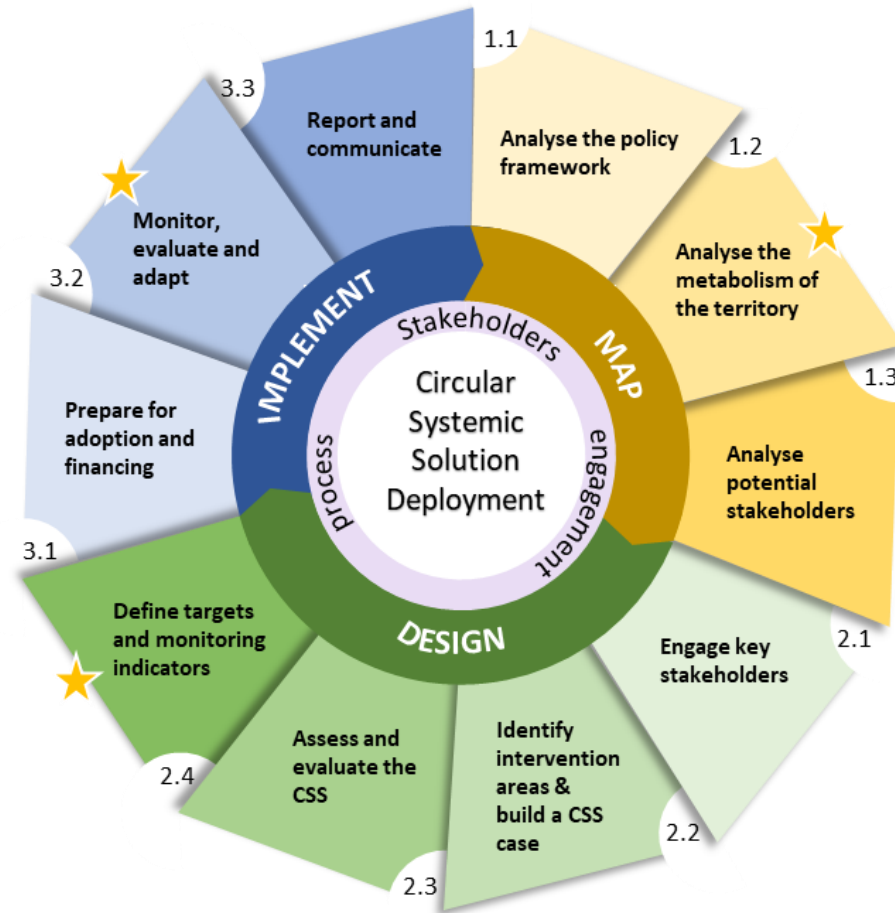 Circular
Systemic
Solution
Deployment
Stakeholders
engagement
process
MAP
1.1
Analyse the policy
framework
1.2
Analyse the
metabolism of
the territory
1.3
Analyse
potential
stakeholders
DESIGN
2.1
Engage key
stakeholders
2.2
Identify
intervention
areas &
build a CSS
case
2.3
Assess and
evaluate the
CSS
2.4
Define targets
and monitoring
indicators
IMPLEMENT
3.1
Prepare for
adoption and
financing
3.2
Monitor,
evaluate and
adapt
3.3
Report and
communicate